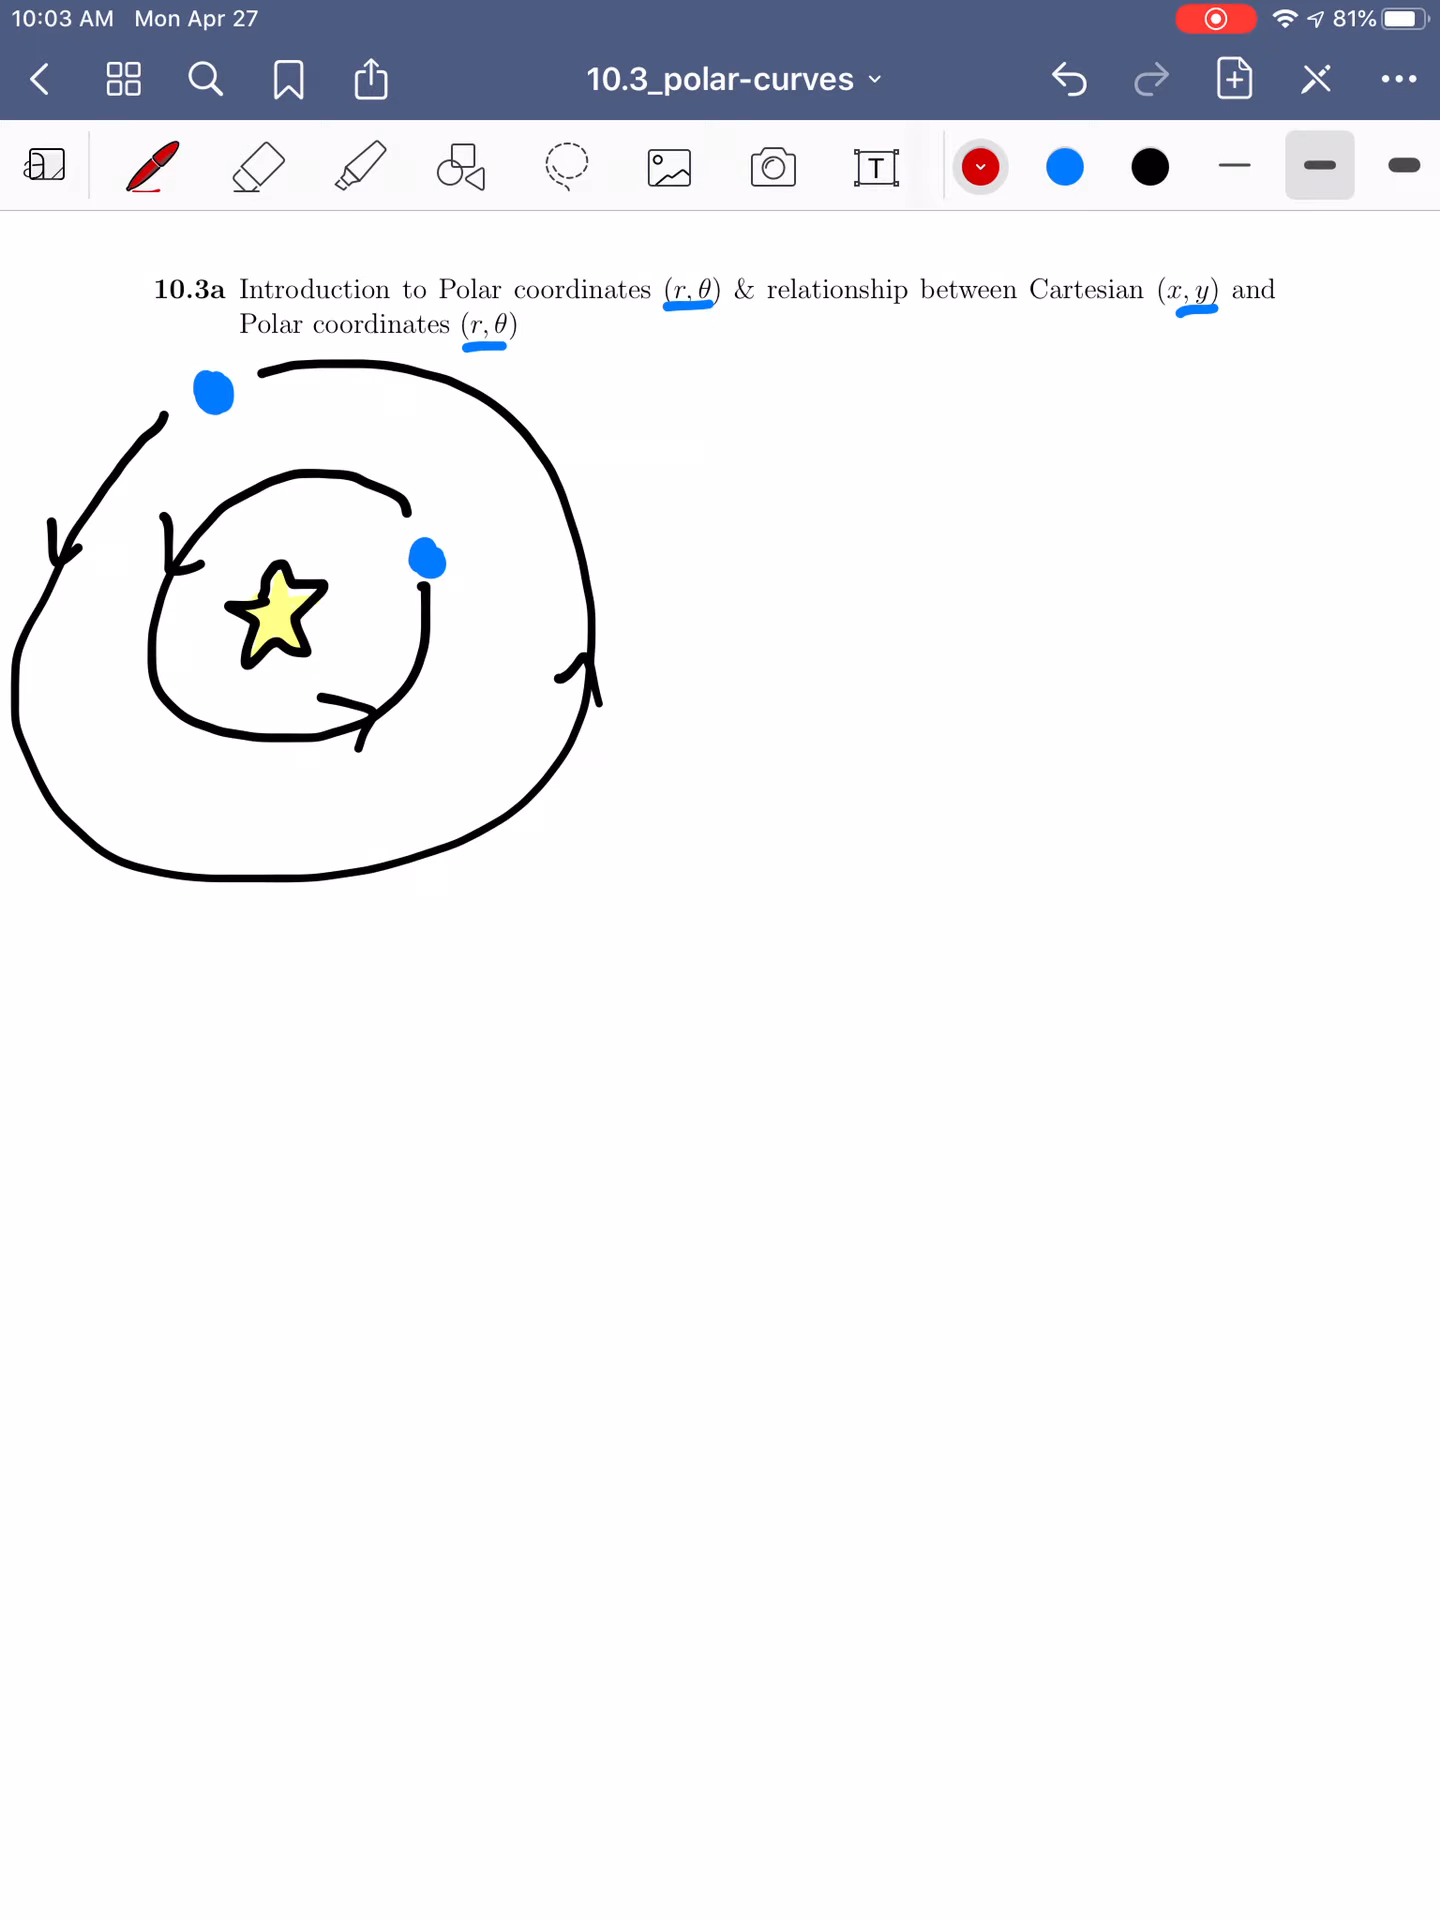 10:03 AM Mon Apr 27
81%
10.3_polar-curves
a
T
10.3a Introduction to Polar coordinates (r, θ) & relationship between Cartesian (x, y) and
Polar coordinates (r, θ)